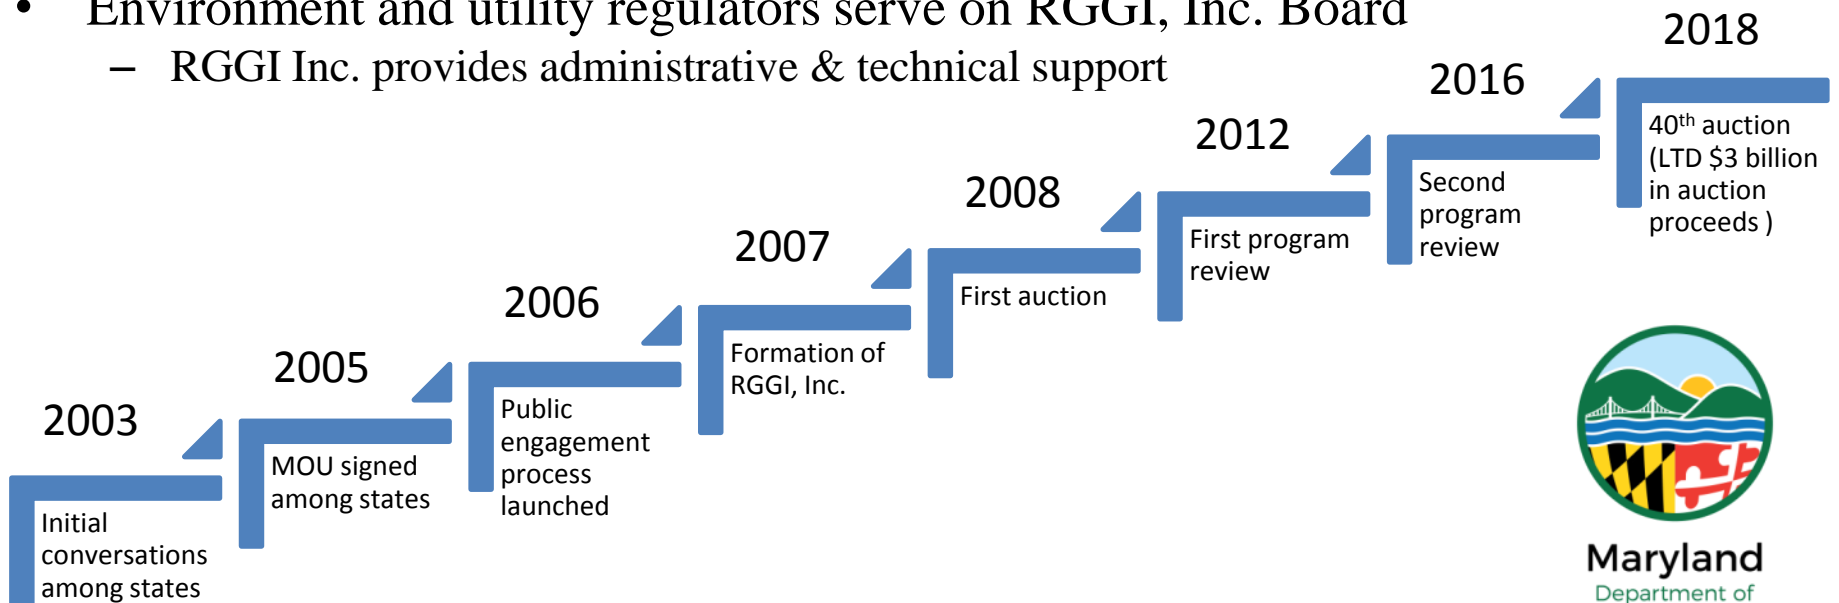 • Environment and utility regulators serve on RGGI, Inc. Board
– RGGI Inc. provides administrative & technical support
2003
Initial
conversations
among states
2005
MOU signed
among states
2006
Public
engagement
process
launched
2007
Formation of
RGGI, Inc.
2008
First auction
2012
First program
review
2016
Second
program
review
2018
40th auction
(LTD $3 billion
in auction
proceeds )
Maryland
Department of